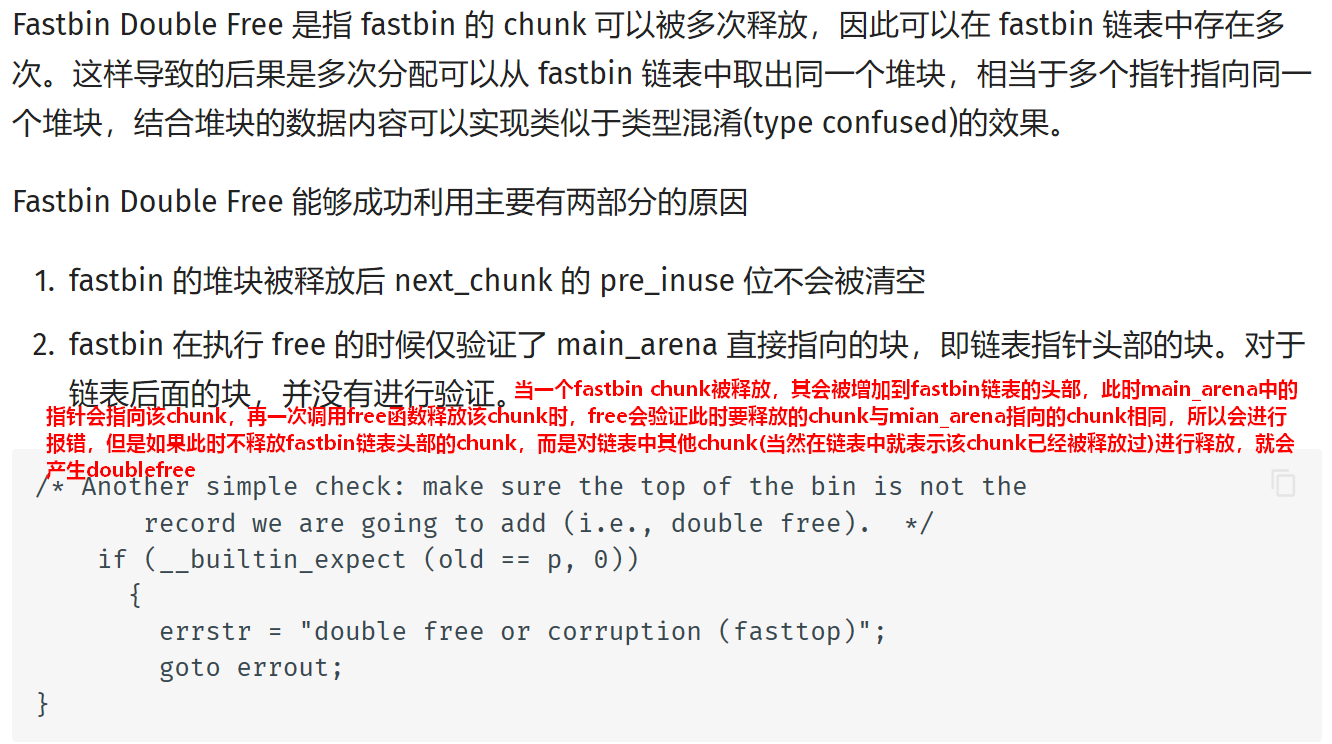 Fastbin Double Free 是指 fastbin 的 chunk 可以被多次释放，因此可以在 fastbin 链表中存在多
次。这样导致的后果是多次分配可以从 fastbin 链表中取出同一个堆块，相当于多个指针指向同一
个堆块，结合堆块的数据内容可以实现类似于类型混淆(type confused)的效果。
Fastbin Double Free 能够成功利用主要有两部分的原因
1. fastbin 的堆块被释放后 next_chunk 的 pre_inuse 位不会被清空
2. fastbin 在执行 free 的时候仅验证了 main_arena 直接指向的块，即链表指针头部的块。对于
链表后面的块，并没有进行验证。
当一个fastbin chunk被释放，其会被增加到fastbin链表的头部，此时main_arena中的
指针会指向该chunk，再一次调用free函数释放该chunk时，free会验证此时要释放的chunk与mian_arena指向的chunk相同，所以会进行
报错，但是如果此时不释放fastbin链表头部的chunk，而是对链表中其他chunk(当然在链表中就表示该chunk已经被释放过)进行释放，就会
产生doublefree
/* Another simple check: make sure the top of the bin is not the
record we are going to add (i.e., double free).  */
if (__builtin_expect (old == p, 0))
{
errstr = "double free or corruption (fasttop)";
goto errout;
}